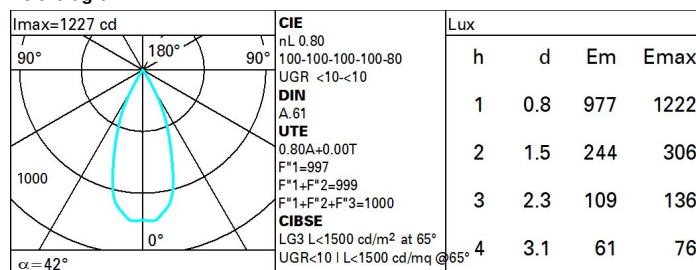 Imax=1227 cd
90° 180° 90°
1000
0°
α=42°
CIE
nL 0.80
100-100-100-100-80
UGR <10-<10
DIN
A.61
UTE
0.80A+0.00T
F"1=997
F"1+F"2=999
F"1+F"2+F"3=1000
CIBSE
LG3 L<1500 cd/m² at 65°
UGR<10 | L<1500 cd/mq @65°
Lux
h d Em Emax
1 0.8 977 1222
2 1.5 244 306
3 2.3 109 136
4 3.1 61 76